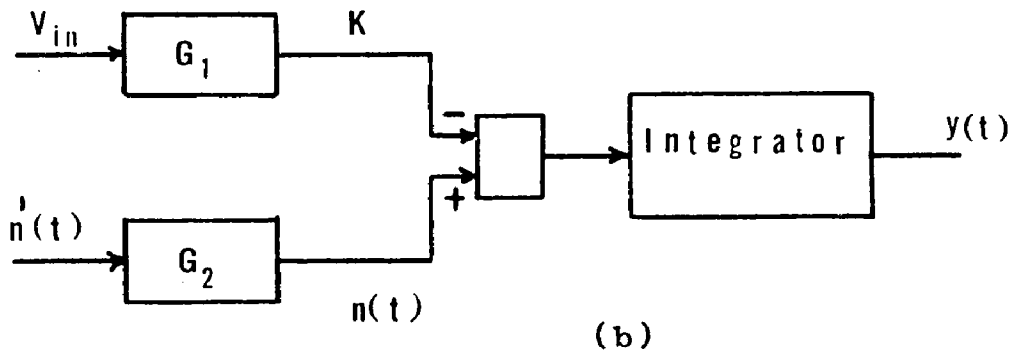 V_in
G_1
K
-
+
Integrator
y(t)
n'(t)
G_2
n(t)
(b)